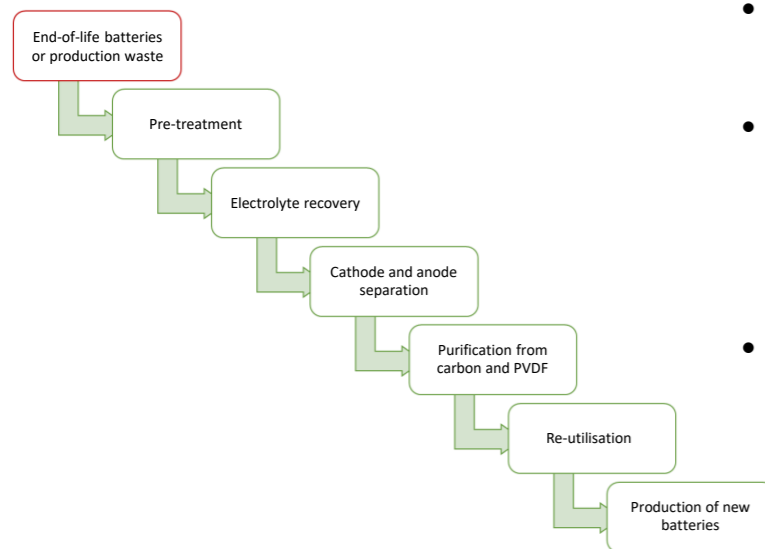 End-of-life batteries
or production waste
Pre-treatment
Electrolyte recovery
Cathode and anode
separation
Purification from
carbon and PVDF
Re-utilisation
Production of new
batteries